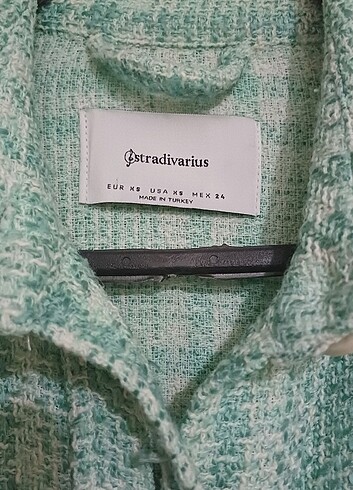 stradivarius
EUR XS USA XS MEX 24
MADE IN TURKEY